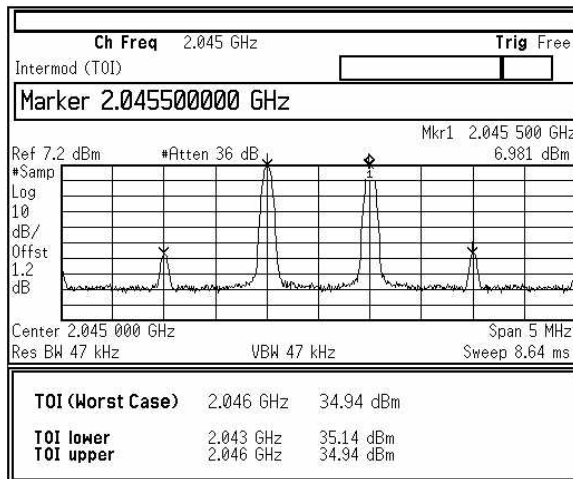 Ch Freq 2.045 GHz Trig Free
Intermod (TOI)
Marker 2.045500000 GHz
Mkr1 2.045 500 GHz
Ref 7.2 dBm #Atten 36 dB 6.981 dBm
#Samp
Log
10
dB/
Offst
1.2
dB
1
Center 2.045 000 GHz Span 5 MHz
Res BW 47 kHz VBW 47 kHz Sweep 8.64 ms
TOI (Worst Case) 2.046 GHz 34.94 dBm
TOI lower 2.043 GHz 35.14 dBm
TOI upper 2.046 GHz 34.94 dBm